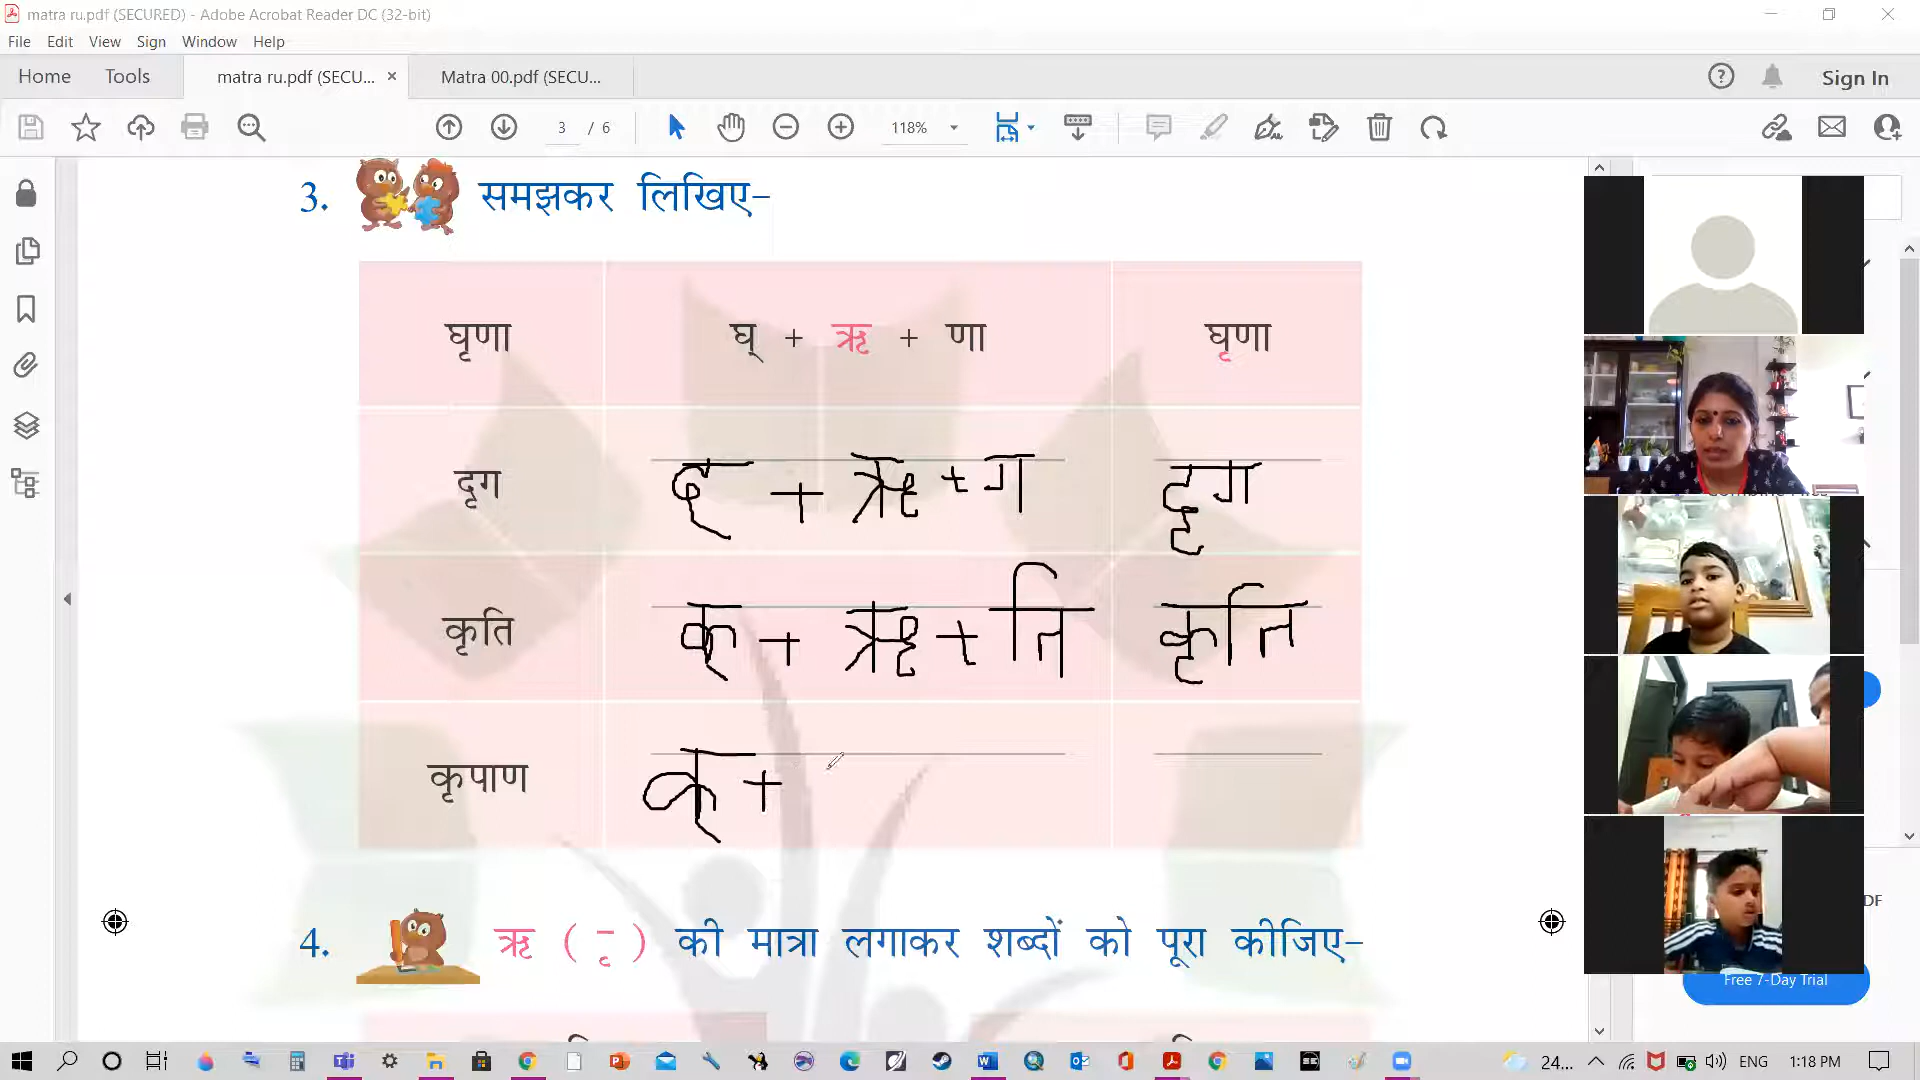 matra ru.pdf (SECURED) - Adobe Acrobat Reader DC (32-bit)
File Edit View Sign Window Help
Home Tools matra ru.pdf (SECU... × Matra 00.pdf (SECU... Sign In
3 / 6 118%
3. समझकर लिखिए-
घृणा घ् + ऋ + णा घृणा
दृग द् + ऋ + ग दृग
कृति क् + ऋ + ति कृति
कृपाण क् +
4. ऋ ( ृ ) की मात्रा लगाकर शब्दों को पूरा कीजिए-
DF
Free 7-Day Trial
24... ENG 1:18 PM